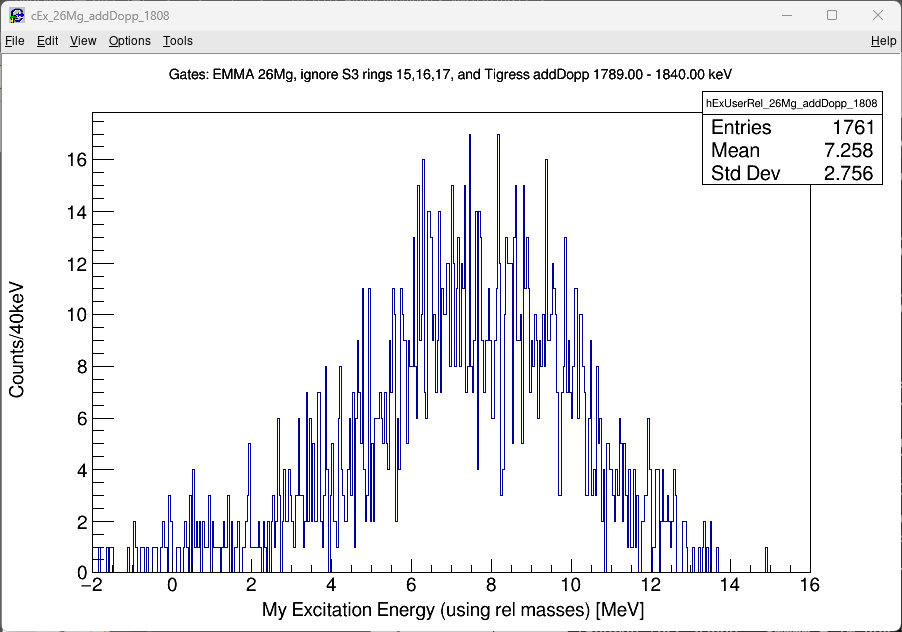 cEx_26Mg_addDopp_1808
File Edit View Options Tools Help
Gates: EMMA 26Mg, ignore S3 rings 15,16,17, and Tigress addDopp 1789.00 - 1840.00 keV
hExUserRel_26Mg_addDopp_1808
Entries 1761
Mean 7.258
Std Dev 2.756
Counts/40keV
16
14
12
10
8
6
4
2
0
−2 0 2 4 6 8 10 12 14 16
My Excitation Energy (using rel masses) [MeV]